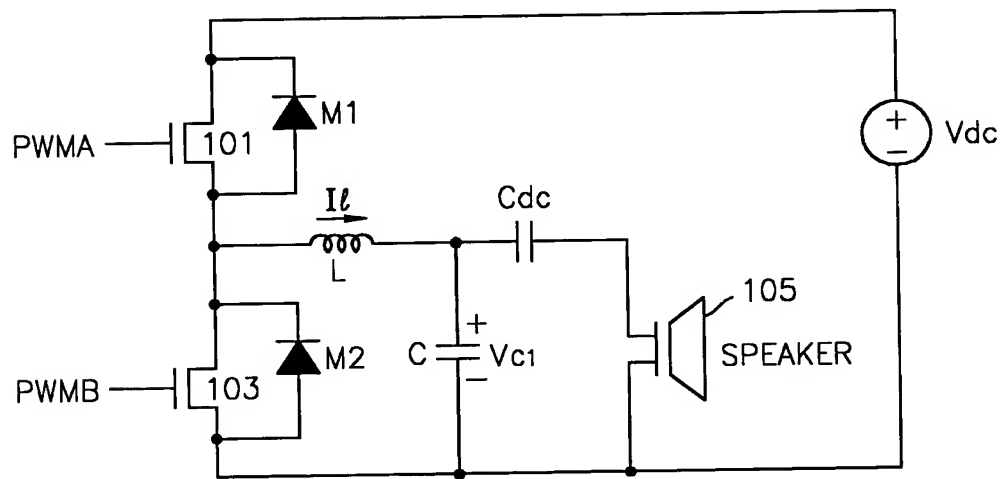 M1
PWMA
101
+
−
Vdc
Cdc
Iℓ
L
105
+
C
Vc1
−
SPEAKER
M2
PWMB
103